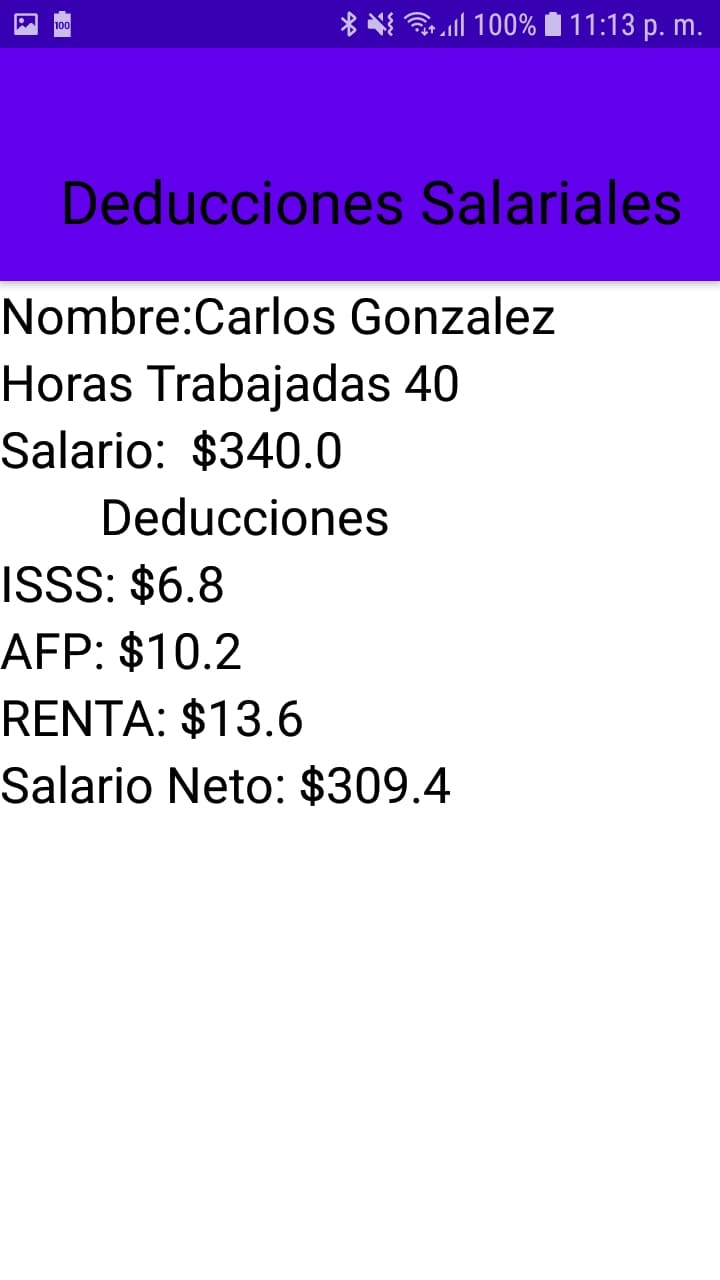 100 100% 11:13 p. m.
Deducciones Salariales
Nombre:Carlos Gonzalez
Horas Trabajadas 40
Salario:  $340.0
Deducciones
ISSS: $6.8
AFP: $10.2
RENTA: $13.6
Salario Neto: $309.4